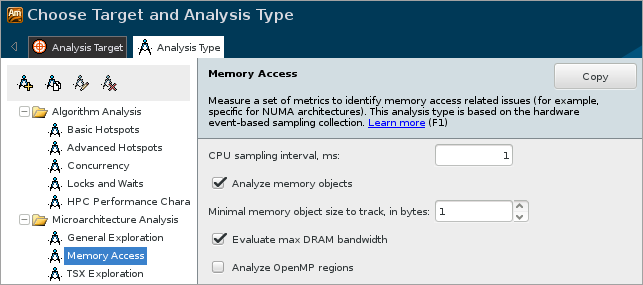 Am Choose Target and Analysis Type
Analysis Target
Analysis Type
Algorithm Analysis
Basic Hotspots
Advanced Hotspots
Concurrency
Locks and Waits
HPC Performance Chara
Microarchitecture Analysis
General Exploration
Memory Access
TSX Exploration
Memory Access
Copy
Measure a set of metrics to identify memory access related issues (for example,
specific for NUMA architectures). This analysis type is based on the hardware
event-based sampling collection. Learn more (F1)
CPU sampling interval, ms: 1
Analyze memory objects
Minimal memory object size to track, in bytes: 1
Evaluate max DRAM bandwidth
Analyze OpenMP regions